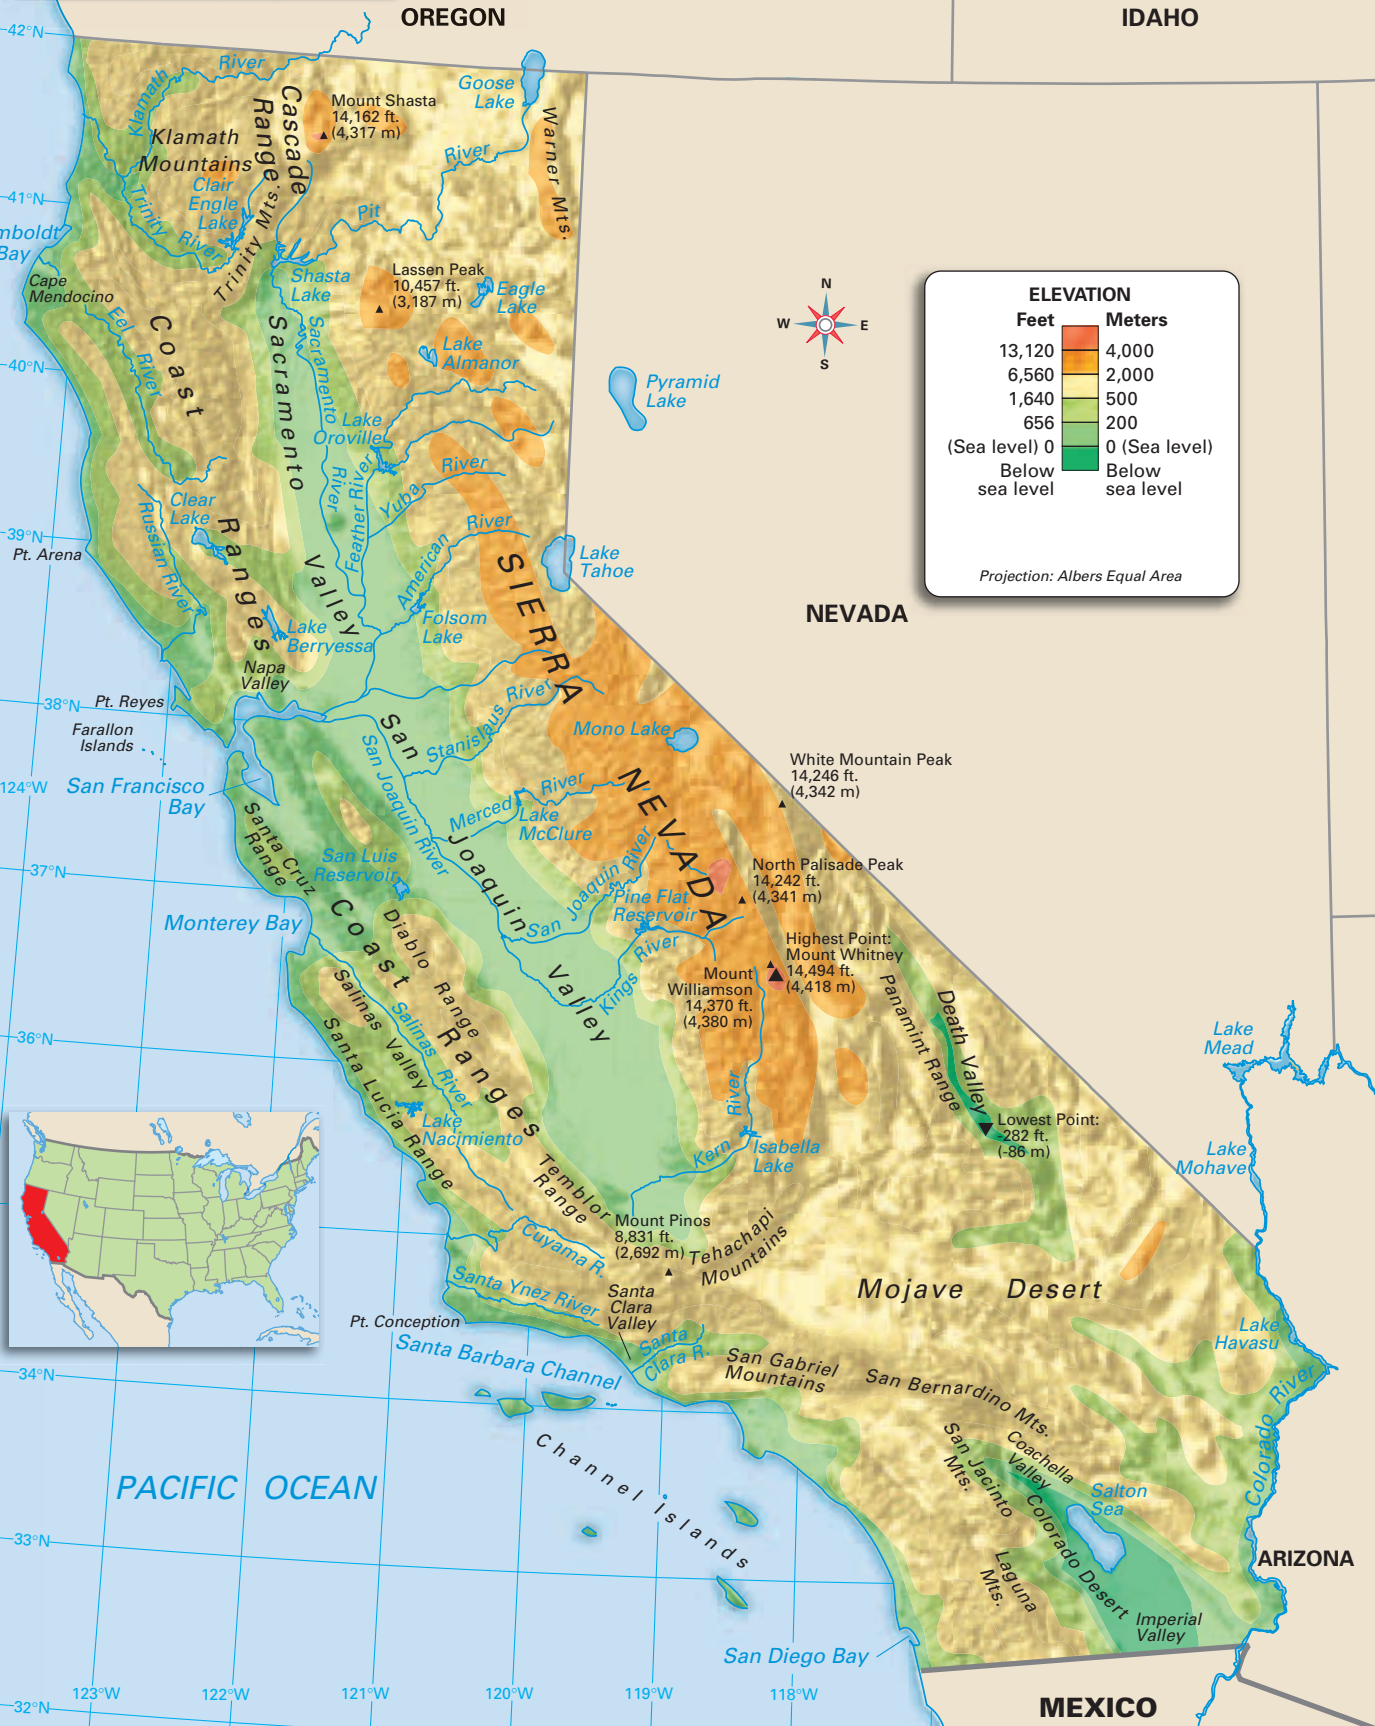 OREGON
IDAHO
42°N
Klamath
River
Cascade
Range
Mount Shasta
14,162 ft.
(4,317 m)
Goose
Lake
Warner Mts.
Klamath
Mountains
River
Clair
Engle
Lake
41°N
Trinity
River
Trinity Mts.
Pit
mboldt
Bay
Cape
Mendocino
Shasta
Lake
Lassen Peak
10,457 ft.
(3,187 m)
Eagle
Lake
N
W
E
S
ELEVATION
Feet
Meters
13,120
4,000
6,560
2,000
1,640
500
656
200
(Sea level) 0
0 (Sea level)
Below
sea level
Below
sea level
Projection: Albers Equal Area
Eel
River
Coast
Ranges
Sacramento
Valley
Sacramento
River
Lake
Almanor
40°N
Pyramid
Lake
Lake
Oroville
River
Feather River
Yuba
Clear
Lake
Russian River
American
River
39°N
Pt. Arena
Lake
Tahoe
SIERRA
NEVADA
NEVADA
Folsom
Lake
Lake
Berryessa
Napa
Valley
38°N
Pt. Reyes
Farallon
Islands
San
Joaquin
Valley
Stanislaus
River
Mono Lake
San Joaquin River
White Mountain Peak
14,246 ft.
(4,342 m)
124°W
San Francisco
Bay
Merced
River
Lake
McClure
Santa Cruz
Range
San Luis
Reservoir
37°N
San
Joaquin River
North Palisade Peak
14,242 ft.
(4,341 m)
Pine Flat
Reservoir
Monterey Bay
Coast
Ranges
Diablo
Range
Kings
River
Highest Point:
Mount Whitney
14,494 ft.
(4,418 m)
Mount
Williamson
14,370 ft.
(4,380 m)
Salinas
Valley
Salinas
River
Panamint Range
Death Valley
36°N
Santa Lucia Range
Lake
Mead
River
Lake
Nacimiento
Lowest Point:
-282 ft.
(-86 m)
Kern
Isabella
Lake
Lake
Mohave
Temblor
Range
Mount Pinos
8,831 ft.
(2,692 m)
Tehachapi
Mountains
Cuyama R.
Santa Ynez River
Santa
Clara
Valley
Mojave Desert
Pt. Conception
Santa Barbara Channel
Santa
Clara R.
Lake
Havasu
34°N
San Gabriel
Mountains
San Bernardino Mts.
Colorado River
Channel Islands
San Jacinto
Mts.
Coachella
Valley
PACIFIC OCEAN
Salton
Sea
Colorado Desert
33°N
Laguna
Mts.
ARIZONA
Imperial
Valley
San Diego Bay
123°W
122°W
121°W
120°W
119°W
118°W
32°N
MEXICO